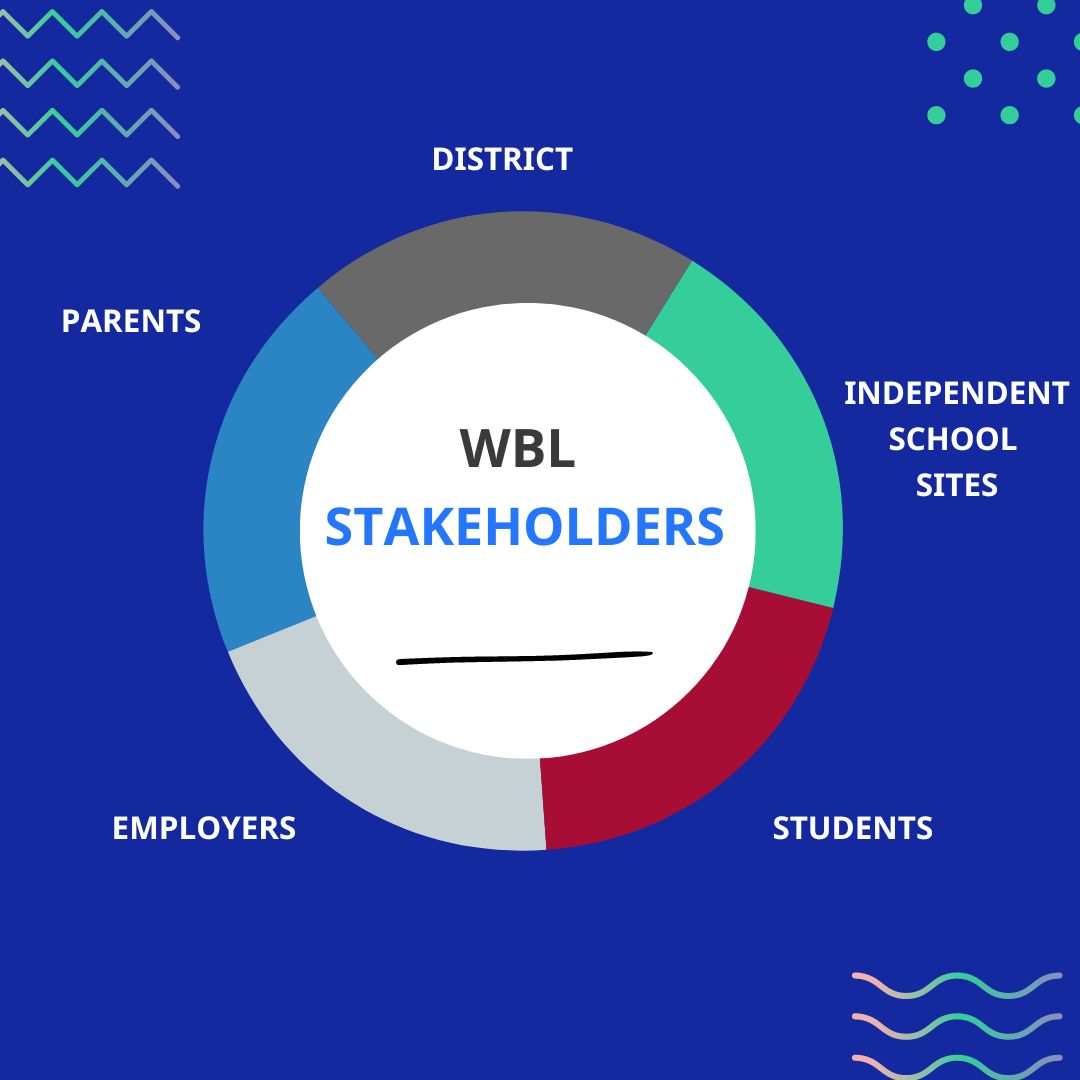 DISTRICT
PARENTS
INDEPENDENT
SCHOOL
SITES
WBL
STAKEHOLDERS
EMPLOYERS
STUDENTS